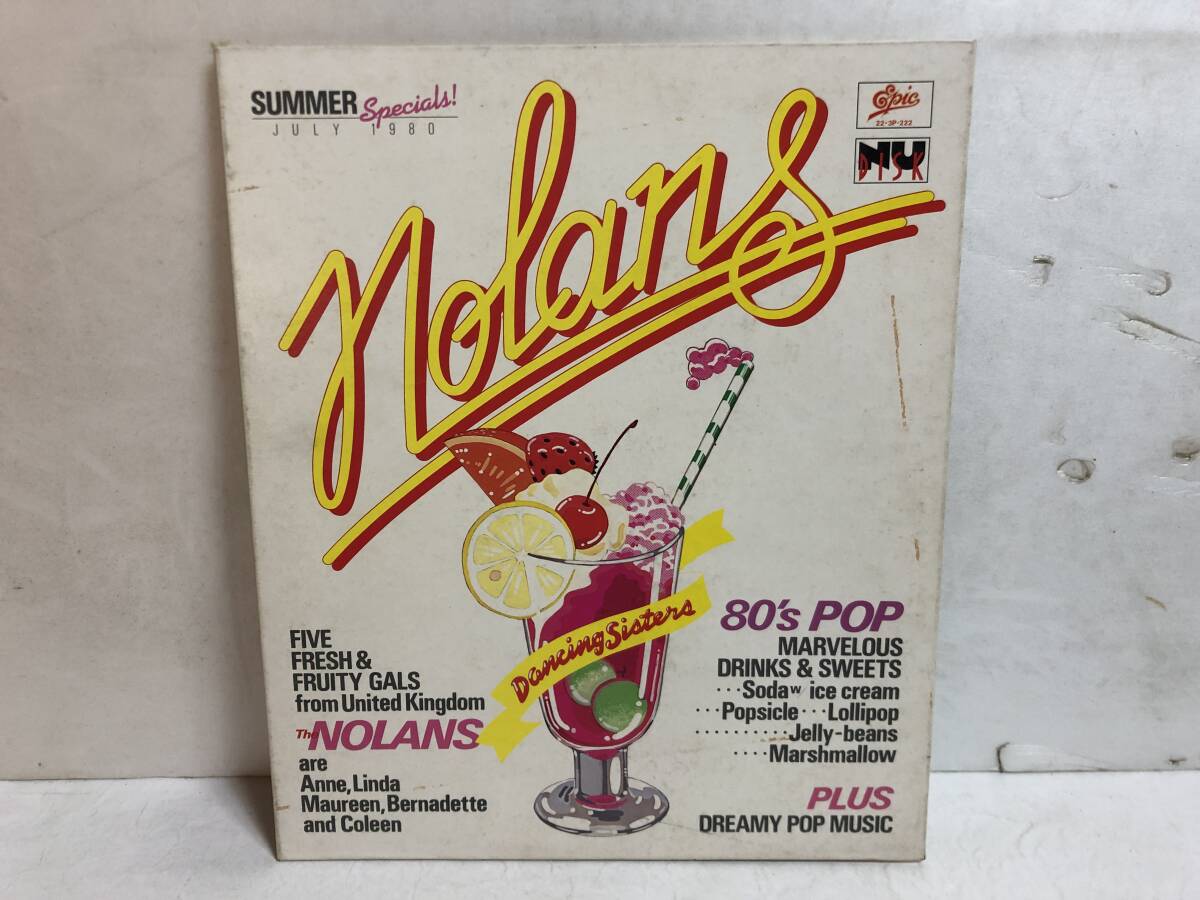 SUMMER Specials!
JULY 1980
Epic
22·3P-222
NU
DISK
Nolans
Dancing Sisters
FIVE
FRESH &
FRUITY GALS
from United Kingdom
The NOLANS
are
Anne, Linda
Maureen, Bernadette
and Coleen
80's POP
MARVELOUS
DRINKS & SWEETS
···Soda w ice cream
···Popsicle···Lollipop
··········Jelly-beans
····Marshmallow
PLUS
DREAMY POP MUSIC